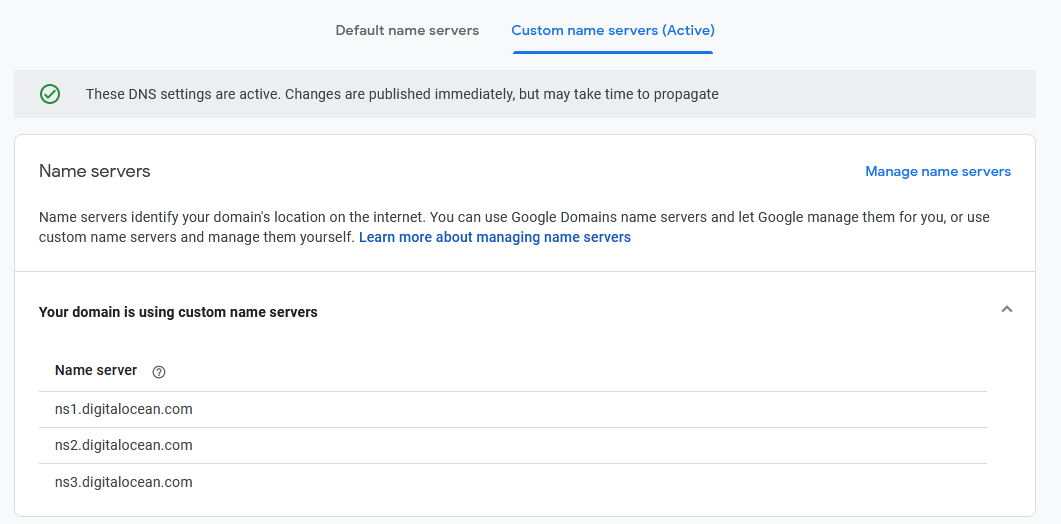 Default name servers
Custom name servers (Active)
These DNS settings are active. Changes are published immediately, but may take time to propagate
Name servers
Manage name servers
Name servers identify your domain's location on the internet. You can use Google Domains name servers and let Google manage them for you, or use
custom name servers and manage them yourself. Learn more about managing name servers
Your domain is using custom name servers
Name server
ns1.digitalocean.com
ns2.digitalocean.com
ns3.digitalocean.com